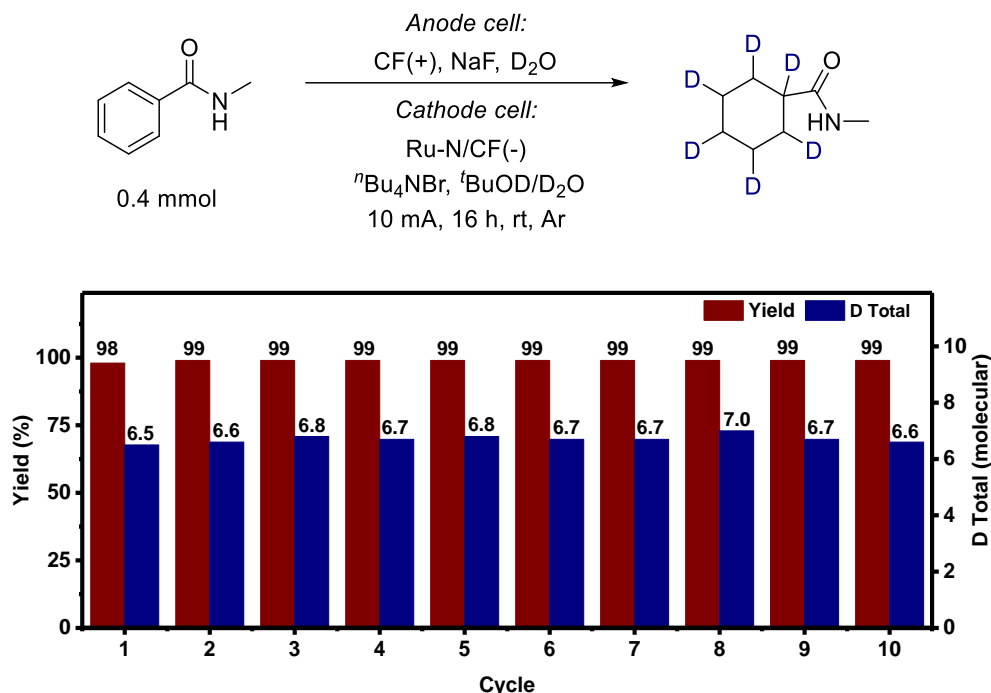 Anode cell:
CF(+), NaF, D₂O
Cathode cell:
Ru-N/CF(-)
ⁿBu₄NBr, ᵗBuOD/D₂O
10 mA, 16 h, rt, Ar
O
N
H
0.4 mmol
D
D
D
O
D
HN
D
D
Yield
D Total
98
99
99
99
99
99
99
99
99
99
6.5
6.6
6.8
6.7
6.8
6.7
6.7
7.0
6.7
6.6
100
75
50
25
0
Yield (%)
10
8
6
4
2
0
D Total (molecular)
1
2
3
4
5
6
7
8
9
10
Cycle